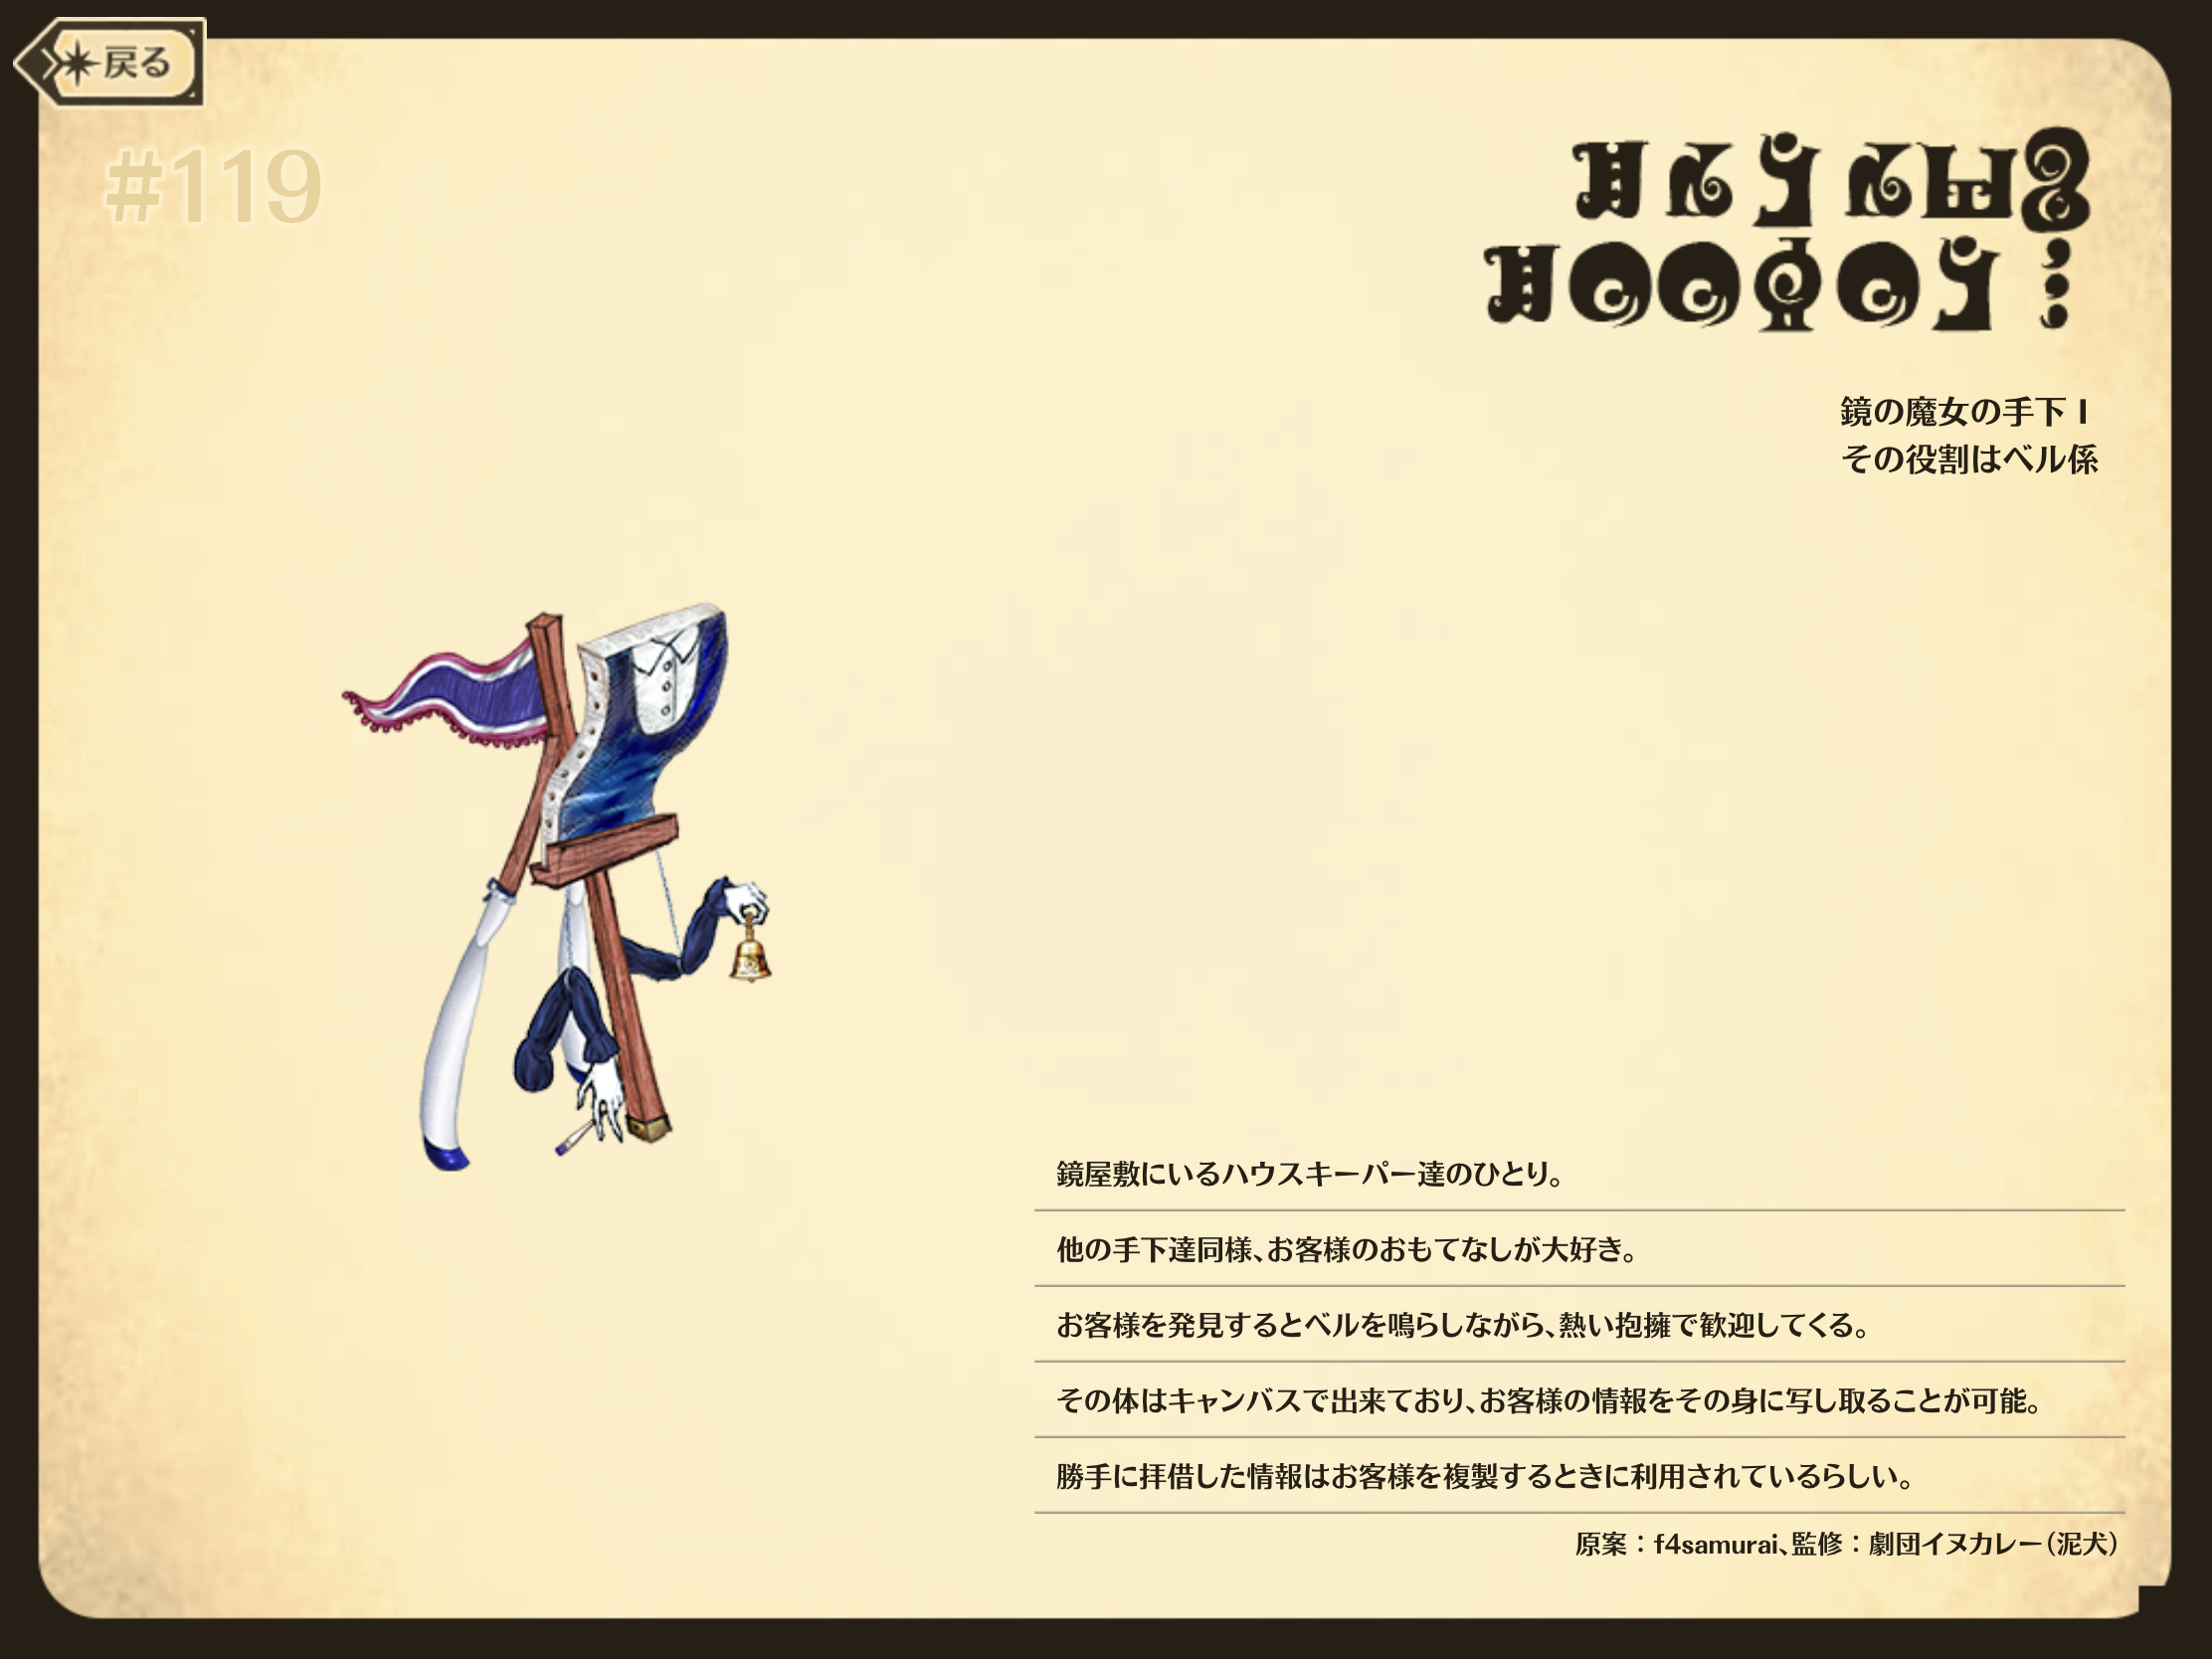 戻る
#119
鏡の魔女の手下 I
その役割はベル係
鏡屋敷にいるハウスキーパー達のひとり。
他の手下達同様、お客様のおもてなしが大好き。
お客様を発見するとベルを鳴らしながら、熱い抱擁で歓迎してくる。
その体はキャンバスで出来ており、お客様の情報をその身に写し取ることが可能。
勝手に拝借した情報はお客様を複製するときに利用されているらしい。
原案：f4samurai、監修：劇団イヌカレー（泥犬）